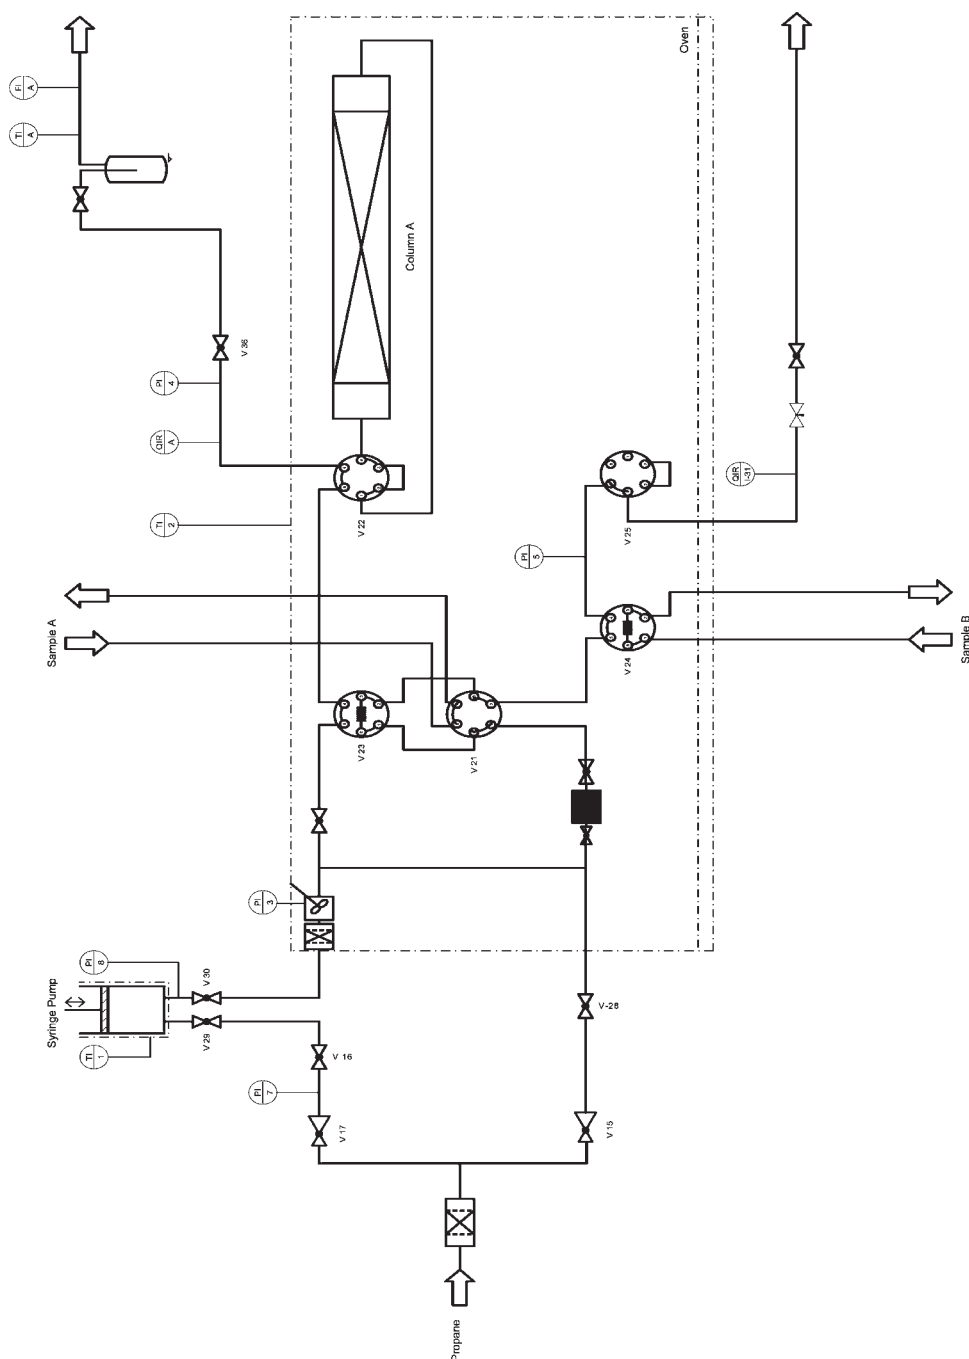 FI
A
TI
A
V 36
PI
4
QIR
A
TI
2
Oven
Column A
V 22
V 25
QIR
I-31
PI
5
Sample A
Sample B
V 23
V 21
V 24
PI
3
PI
8
Syringe Pump
TI
1
V 30
V 29
V 16
PI
7
V 17
V-28
V 15
Propane